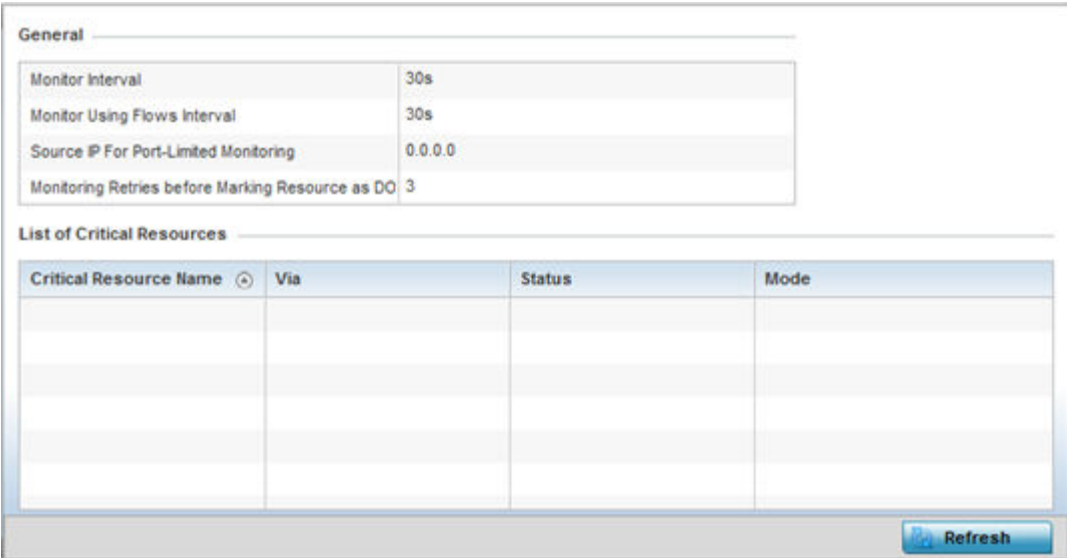 General
Monitor Interval 30s
Monitor Using Flows Interval 30s
Source IP For Port-Limited Monitoring 0.0.0.0
Monitoring Retries before Marking Resource as DO 3
List of Critical Resources
Critical Resource Name Via Status Mode
Refresh